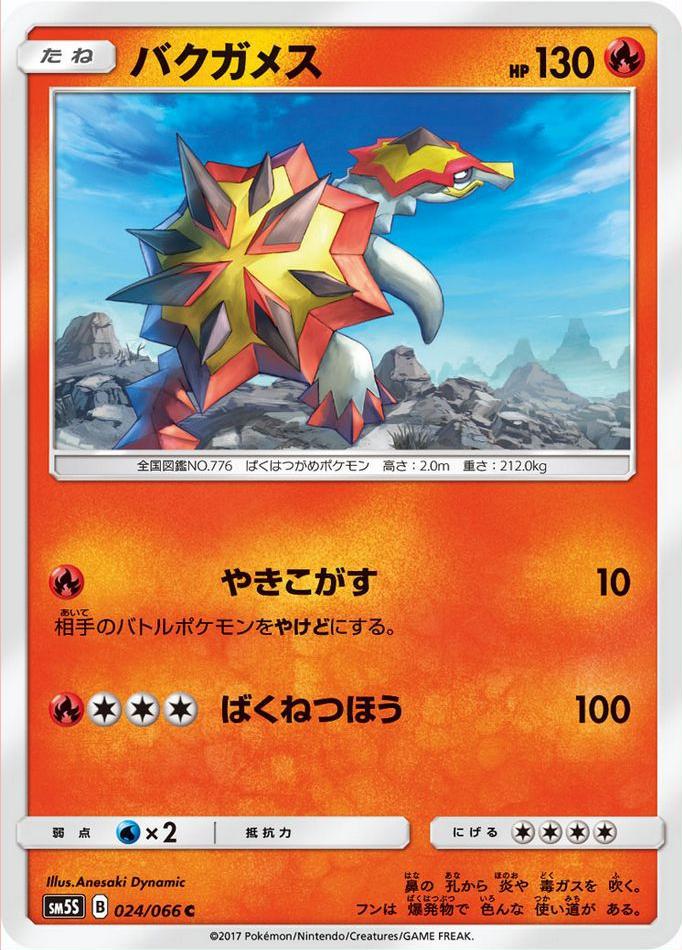 たね バクガメス HP 130
全国図鑑NO.776 ばくはつがめポケモン 高さ:2.0m 重さ:212.0kg
やきこがす 10
あいて
相手のバトルポケモンをやけどにする。
ばくねつほう 100
弱点 ×2 抵抗力 にげる
Illus.Anesaki Dynamic
SM5S B 024/066 C
はな あな ほのお どく ふ
鼻の 孔から 炎や 毒ガスを 吹く。
ばくはつぶつ いろ つか みち
フンは 爆発物で 色んな 使い道が ある。
©2017 Pokémon/Nintendo/Creatures/GAME FREAK.